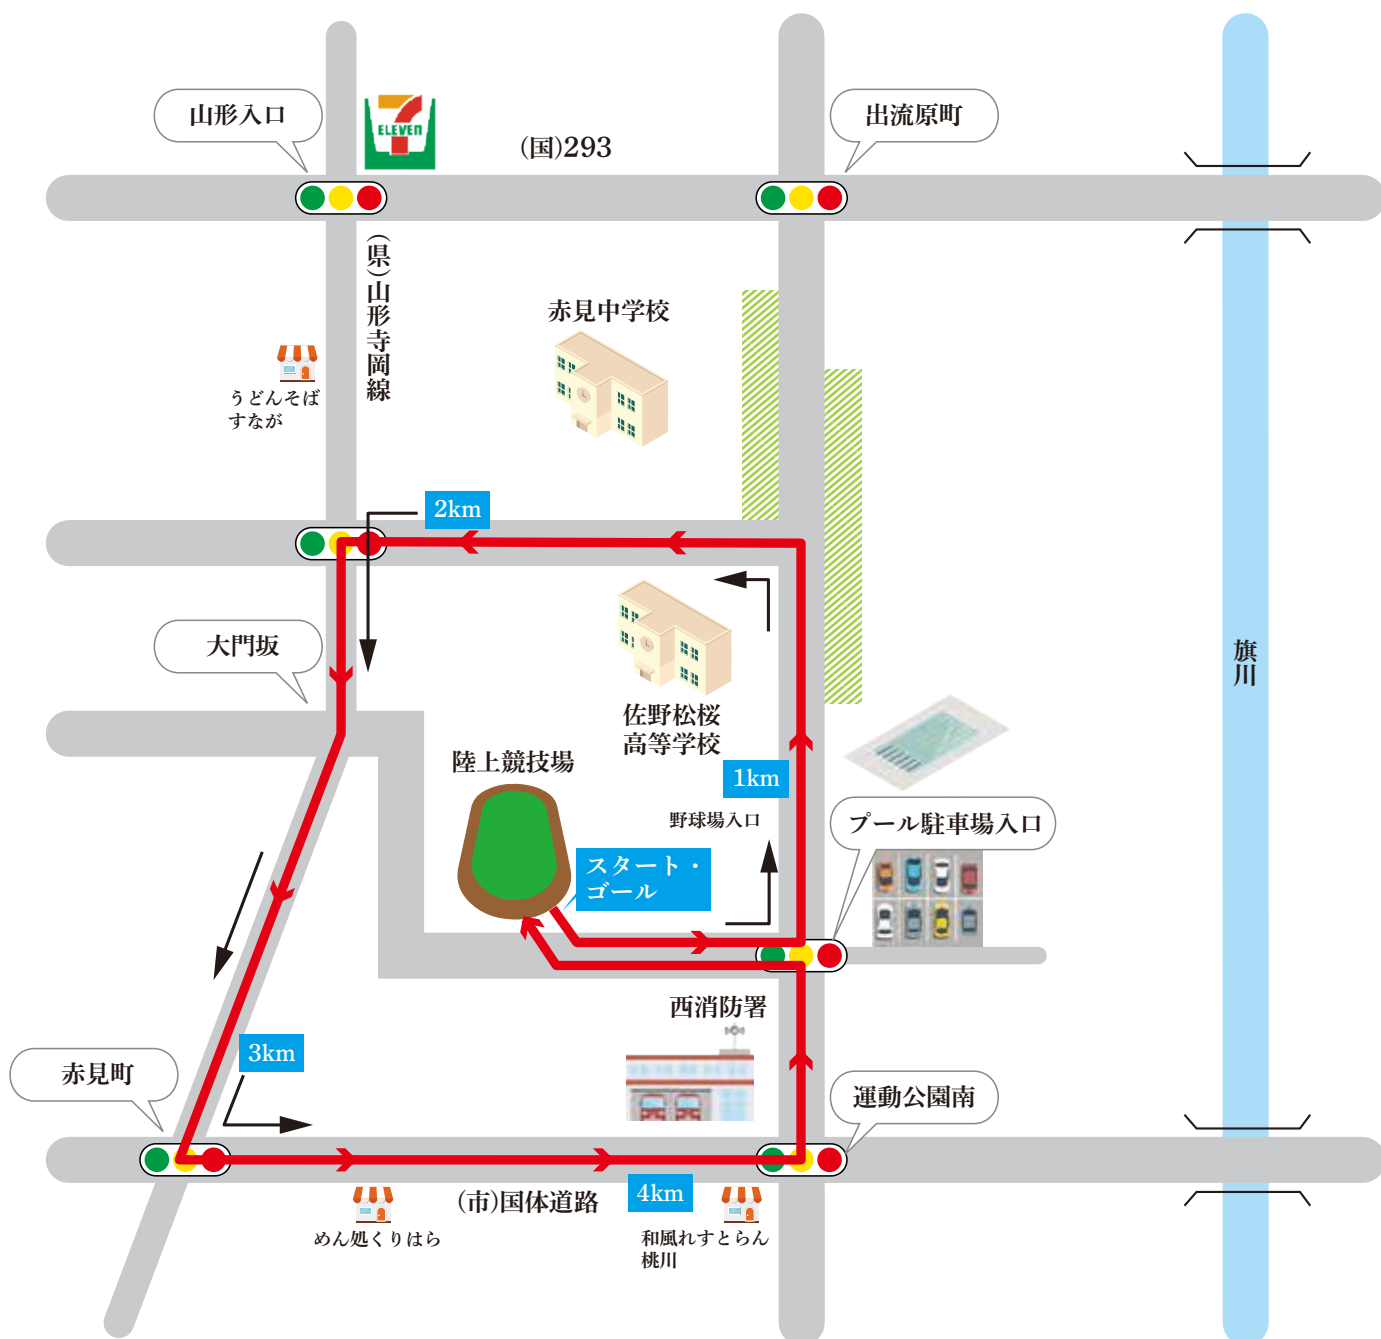 山形入口
7
ELEVEN
(国)293
出流原町
(県)山形寺岡線
赤見中学校
うどんそば
すなが
2km
大門坂
佐野松桜
高等学校
旗川
陸上競技場
1km
野球場入口
プール駐車場入口
スタート・
ゴール
西消防署
3km
赤見町
運動公園南
(市)国体道路
4km
めん処くりはら
和風れすとらん
桃川